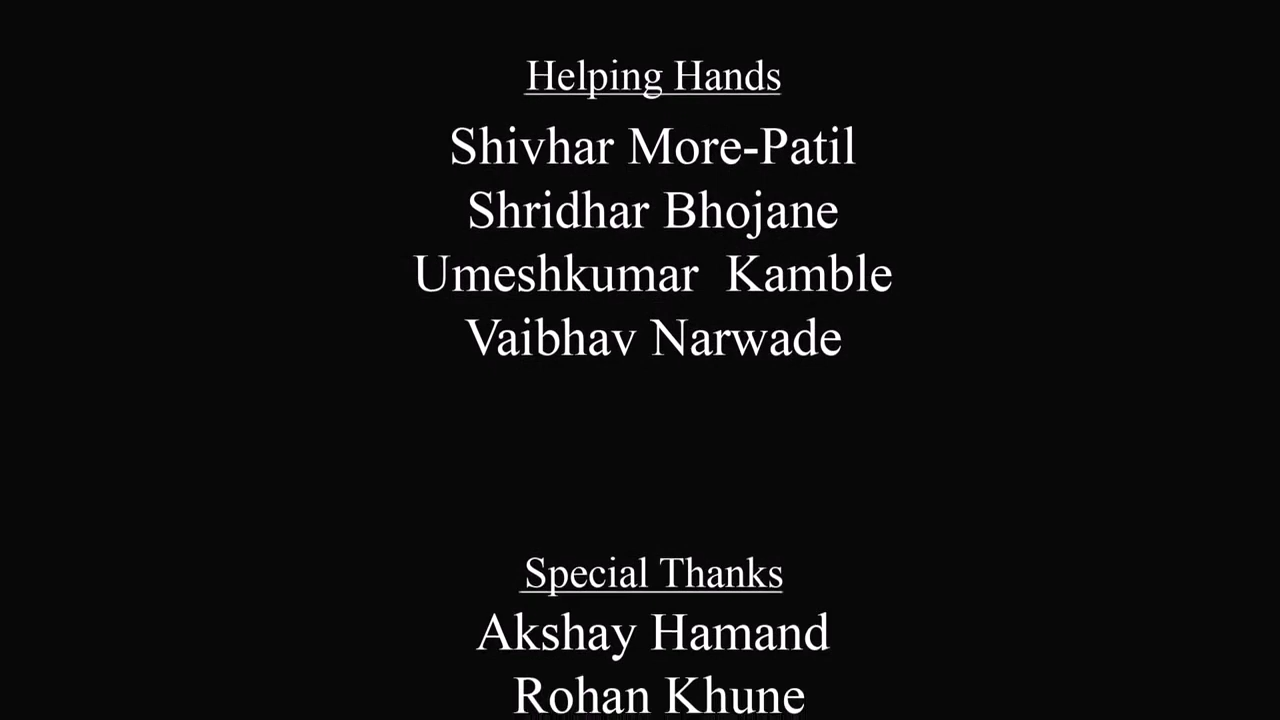 Helping Hands
Shivhar More-Patil
Shridhar Bhojane
Umeshkumar  Kamble
Vaibhav Narwade
Special Thanks
Akshay Hamand
Rohan Khune